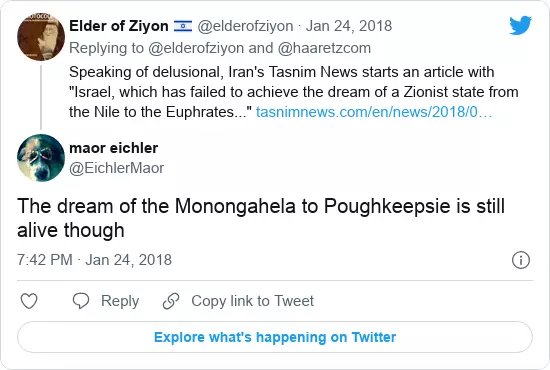 Elder of Ziyon 🇮🇱 @elderofziyon · Jan 24, 2018
Replying to @elderofziyon and @haaretzcom
Speaking of delusional, Iran's Tasnim News starts an article with
"Israel, which has failed to achieve the dream of a Zionist state from
the Nile to the Euphrates..." tasnimnews.com/en/news/2018/0…
maor eichler
@EichlerMaor
The dream of the Monongahela to Poughkeepsie is still
alive though
7:42 PM · Jan 24, 2018
Reply
Copy link to Tweet
Explore what's happening on Twitter